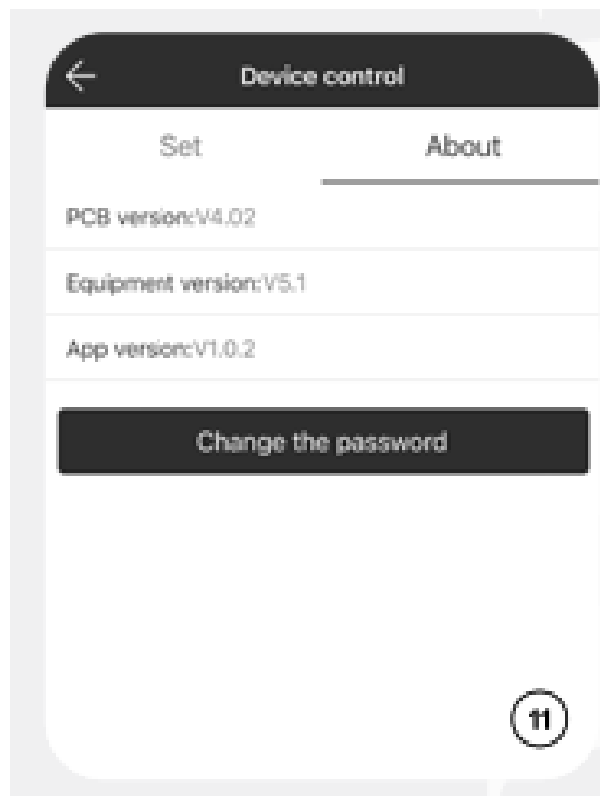 Device control
Set About
PCB version:V4.02
Equipment version:V5.1
App version:V1.0.2
Change the password
11